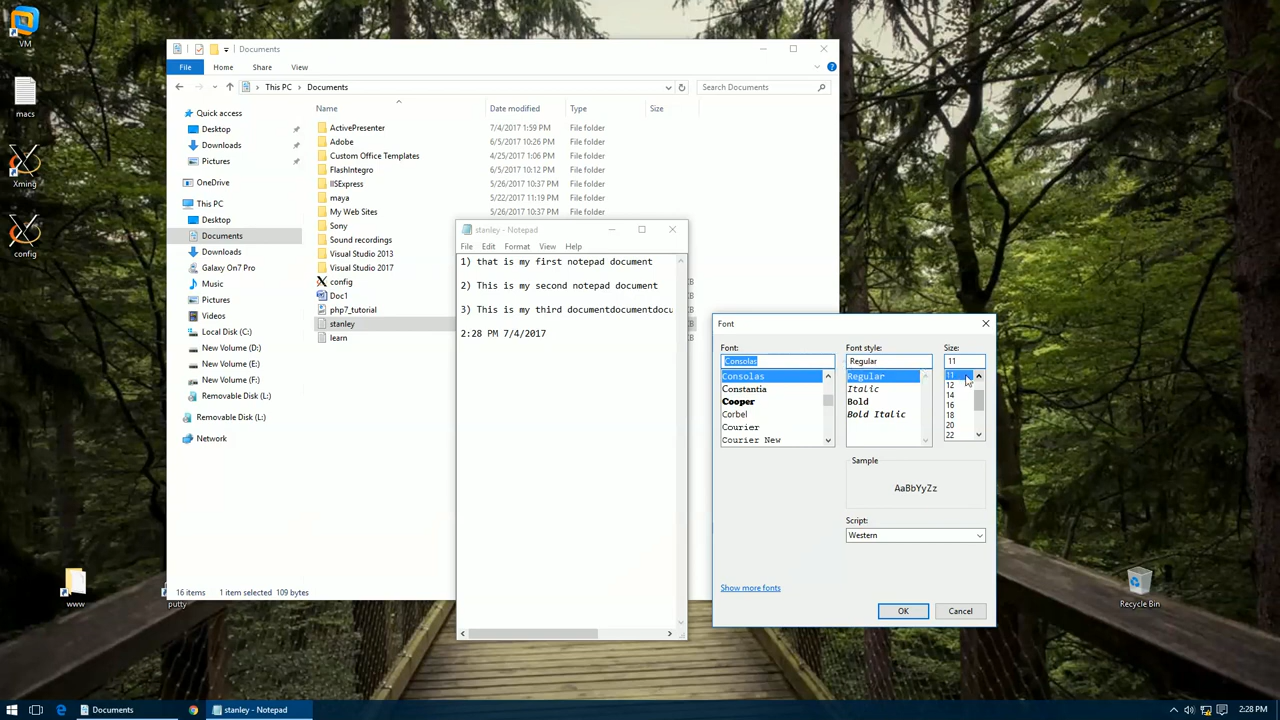 VM
macs
Xming
config
www
putty
Recycle Bin
Documents
File
Home
Share
View
This PC
Documents
Search Documents
Quick access
Desktop
Downloads
Pictures
OneDrive
This PC
Desktop
Documents
Downloads
Galaxy On7 Pro
Music
Pictures
Videos
Local Disk (C:)
New Volume (D:)
New Volume (E:)
New Volume (F:)
Removable Disk (L:)
Removable Disk (L:)
Network
Name Date modified Type Size
ActivePresenter 7/4/2017 1:59 PM File folder
Adobe 6/5/2017 10:26 PM File folder
Custom Office Templates 4/25/2017 1:06 PM File folder
FlashIntegro 6/5/2017 10:12 PM File folder
IISExpress 5/26/2017 10:37 PM File folder
maya 5/22/2017 11:19 PM File folder
My Web Sites 5/26/2017 10:37 PM File folder
Sony
Sound recordings
Visual Studio 2013
Visual Studio 2017
config
Doc1
php7_tutorial
stanley
learn
16 items 1 item selected 109 bytes
stanley - Notepad
File Edit Format View Help
1) that is my first notepad document
2) This is my second notepad document
3) This is my third documentdocumentdocu
2:28 PM 7/4/2017
Font
Font: Font style: Size:
Consolas Regular 11
Consolas
Constantia
Cooper
Corbel
Courier
Courier New
Regular
Italic
Bold
Bold Italic
11
12
14
16
18
20
22
Sample
AaBbYyZz
Script:
Western
Show more fonts
OK Cancel
Documents
stanley - Notepad
2:28 PM